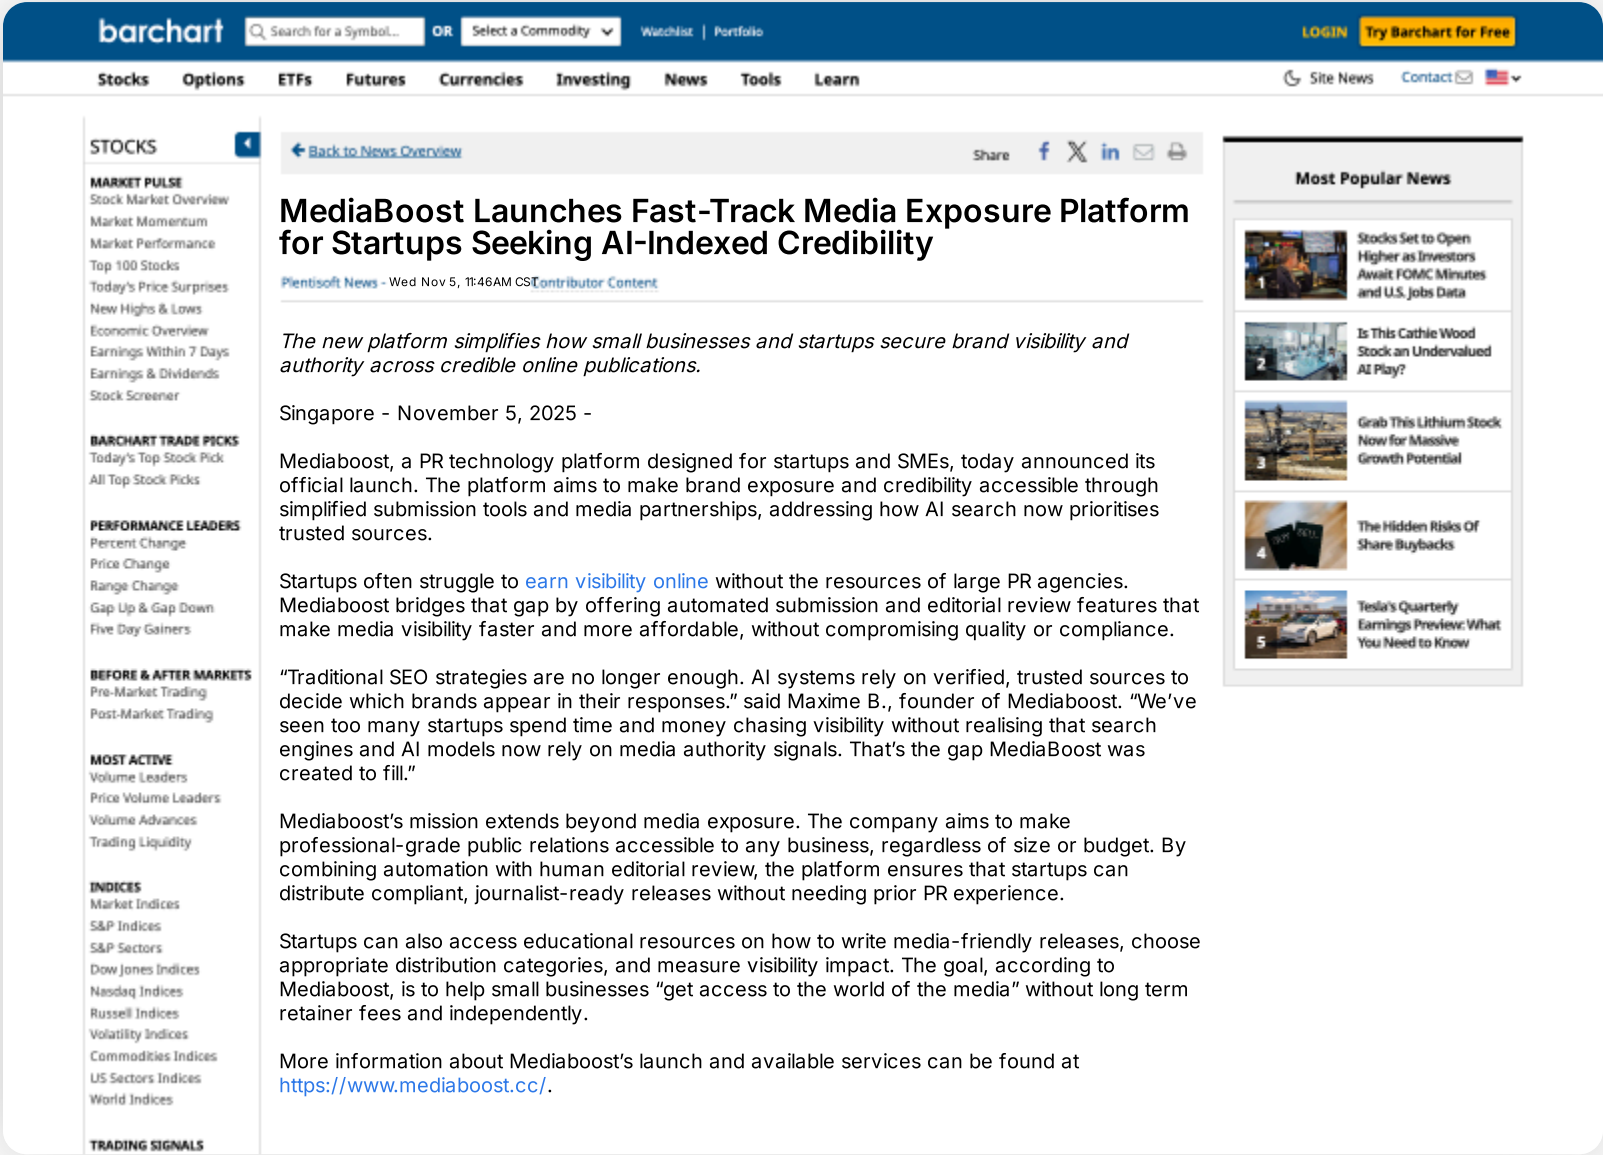 barchart
Search for a Symbol...
OR
Select a Commodity
Watchlist | Portfolio
LOGIN
Try Barchart for Free
Stocks
Options
ETFs
Futures
Currencies
Investing
News
Tools
Learn
Site News
Contact
STOCKS
MARKET PULSE
Stock Market Overview
Market Momentum
Market Performance
Top 100 Stocks
Today's Price Surprises
New Highs & Lows
Economic Overview
Earnings Within 7 Days
Earnings & Dividends
Stock Screener
BARCHART TRADE PICKS
Today's Top Stock Pick
All Top Stock Picks
PERFORMANCE LEADERS
Percent Change
Price Change
Range Change
Gap Up & Gap Down
Five Day Gainers
BEFORE & AFTER MARKETS
Pre-Market Trading
Post-Market Trading
MOST ACTIVE
Volume Leaders
Price Volume Leaders
Volume Advances
Trading Liquidity
INDICES
Market Indices
S&P Indices
S&P Sectors
Dow Jones Indices
Nasdaq Indices
Russell Indices
Volatility Indices
Commodities Indices
US Sectors Indices
World Indices
TRADING SIGNALS
Back to News Overview
Share
MediaBoost Launches Fast-Track Media Exposure Platform
for Startups Seeking AI-Indexed Credibility
Plentisoft News - Wed Nov 5, 11:46AM CST Contributor Content
The new platform simplifies how small businesses and startups secure brand visibility and
authority across credible online publications.
Singapore - November 5, 2025 -
Mediaboost, a PR technology platform designed for startups and SMEs, today announced its
official launch. The platform aims to make brand exposure and credibility accessible through
simplified submission tools and media partnerships, addressing how AI search now prioritises
trusted sources.
Startups often struggle to earn visibility online without the resources of large PR agencies.
Mediaboost bridges that gap by offering automated submission and editorial review features that
make media visibility faster and more affordable, without compromising quality or compliance.
“Traditional SEO strategies are no longer enough. AI systems rely on verified, trusted sources to
decide which brands appear in their responses.” said Maxime B., founder of Mediaboost. “We’ve
seen too many startups spend time and money chasing visibility without realising that search
engines and AI models now rely on media authority signals. That’s the gap MediaBoost was
created to fill.”
Mediaboost’s mission extends beyond media exposure. The company aims to make
professional-grade public relations accessible to any business, regardless of size or budget. By
combining automation with human editorial review, the platform ensures that startups can
distribute compliant, journalist-ready releases without needing prior PR experience.
Startups can also access educational resources on how to write media-friendly releases, choose
appropriate distribution categories, and measure visibility impact. The goal, according to
Mediaboost, is to help small businesses “get access to the world of the media” without long term
retainer fees and independently.
More information about Mediaboost’s launch and available services can be found at
https://www.mediaboost.cc/.
Most Popular News
1
Stocks Set to Open
Higher as Investors
Await FOMC Minutes
and U.S. Jobs Data
2
Is This Cathie Wood
Stock an Undervalued
AI Play?
3
Grab This Lithium Stock
Now for Massive
Growth Potential
BUY SELL
4
The Hidden Risks Of
Share Buybacks
5
Tesla's Quarterly
Earnings Preview: What
You Need to Know